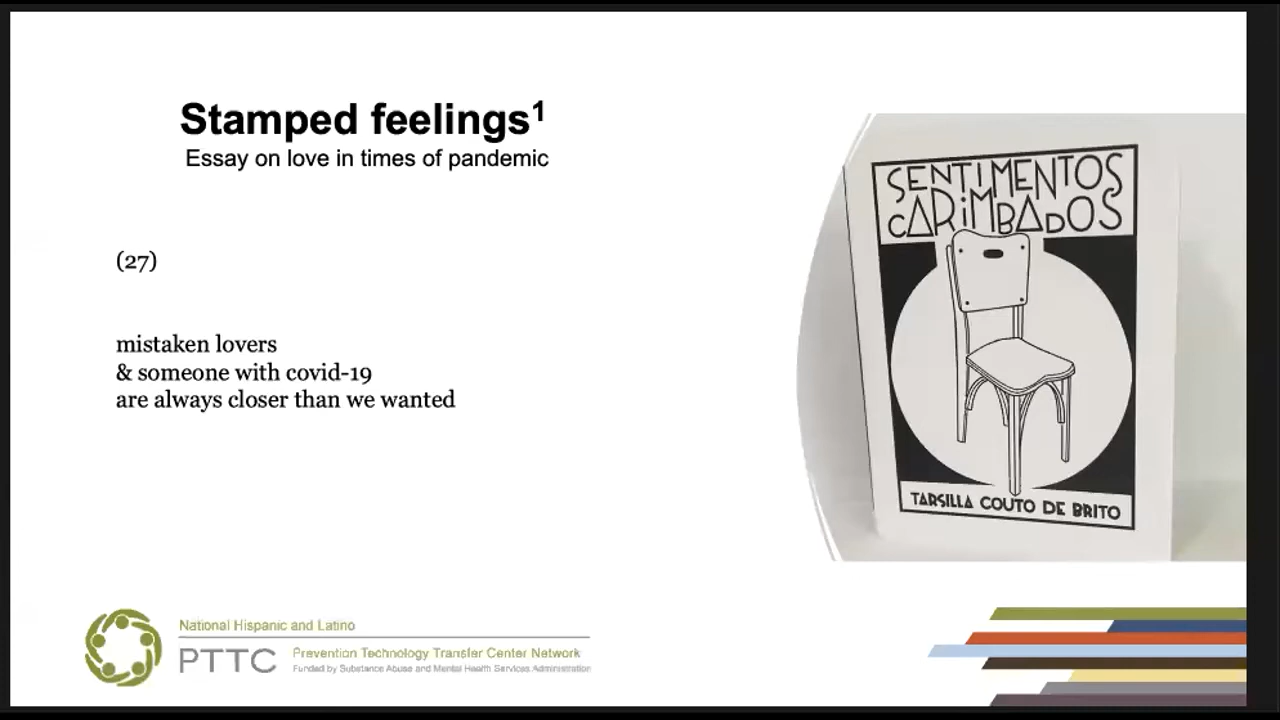 Stamped feelings¹
Essay on love in times of pandemic
(27)
mistaken lovers
& someone with covid-19
are always closer than we wanted
SENTIMENTOS
CARIMBADOS
TARSILLA COUTO DE BRITO
National Hispanic and Latino
PTTC
Prevention Technology Transfer Center Network
Funded by Substance Abuse and Mental Health Services Administration